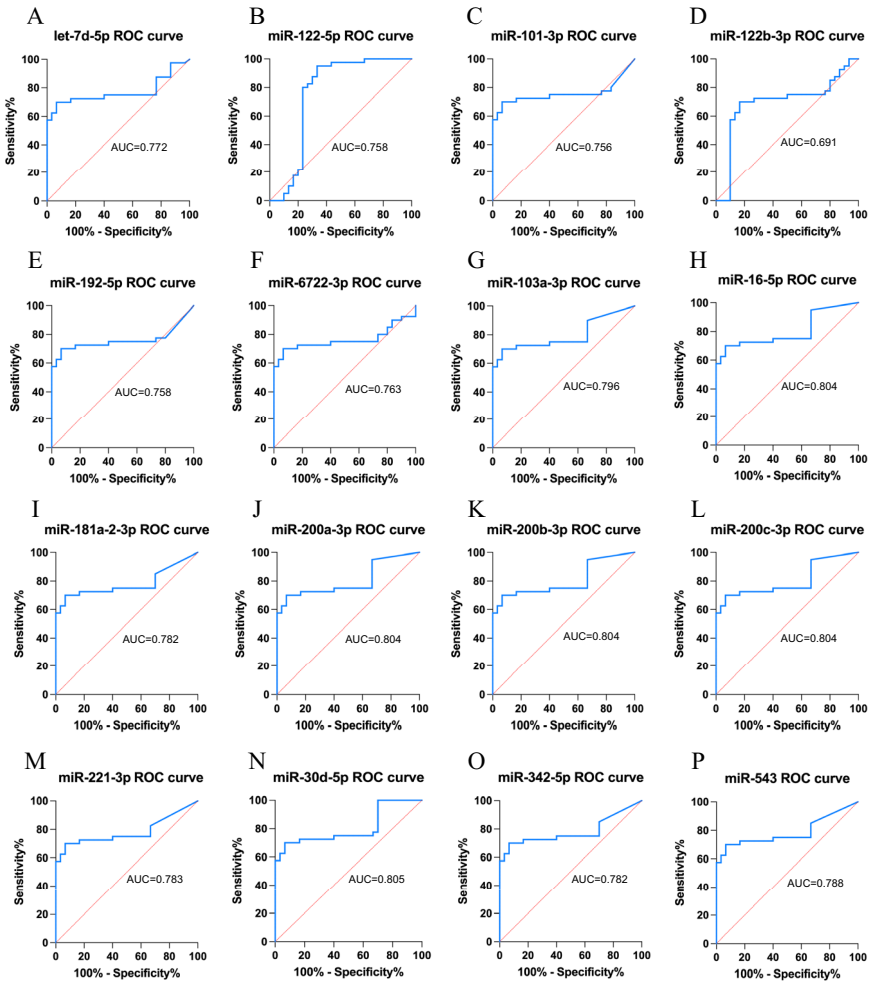 A
let-7d-5p ROC curve
Sensitivity%
100
80
60
40
20
0
AUC=0.772
0 20 40 60 80 100
100% - Specificity%
B
miR-122-5p ROC curve
Sensitivity%
100
80
60
40
20
0
AUC=0.758
0 20 40 60 80 100
100% - Specificity%
C
miR-101-3p ROC curve
Sensitivity%
100
80
60
40
20
0
AUC=0.756
0 20 40 60 80 100
100% - Specificity%
D
miR-122b-3p ROC curve
Sensitivity%
100
80
60
40
20
0
AUC=0.691
0 20 40 60 80 100
100% - Specificity%
E
miR-192-5p ROC curve
Sensitivity%
100
80
60
40
20
0
AUC=0.758
0 20 40 60 80 100
100% - Specificity%
F
miR-6722-3p ROC curve
Sensitivity%
100
80
60
40
20
0
AUC=0.763
0 20 40 60 80 100
100% - Specificity%
G
miR-103a-3p ROC curve
Sensitivity%
100
80
60
40
20
0
AUC=0.796
0 20 40 60 80 100
100% - Specificity%
H
miR-16-5p ROC curve
Sensitivity%
100
80
60
40
20
0
AUC=0.804
0 20 40 60 80 100
100% - Specificity%
I
miR-181a-2-3p ROC curve
Sensitivity%
100
80
60
40
20
0
AUC=0.782
0 20 40 60 80 100
100% - Specificity%
J
miR-200a-3p ROC curve
Sensitivity%
100
80
60
40
20
0
AUC=0.804
0 20 40 60 80 100
100% - Specificity%
K
miR-200b-3p ROC curve
Sensitivity%
100
80
60
40
20
0
AUC=0.804
0 20 40 60 80 100
100% - Specificity%
L
miR-200c-3p ROC curve
Sensitivity%
100
80
60
40
20
0
AUC=0.804
0 20 40 60 80 100
100% - Specificity%
M
miR-221-3p ROC curve
Sensitivity%
100
80
60
40
20
0
AUC=0.783
0 20 40 60 80 100
100% - Specificity%
N
miR-30d-5p ROC curve
Sensitivity%
100
80
60
40
20
0
AUC=0.805
0 20 40 60 80 100
100% - Specificity%
O
miR-342-5p ROC curve
Sensitivity%
100
80
60
40
20
0
AUC=0.782
0 20 40 60 80 100
100% - Specificity%
P
miR-543 ROC curve
Sensitivity%
100
80
60
40
20
0
AUC=0.788
0 20 40 60 80 100
100% - Specificity%